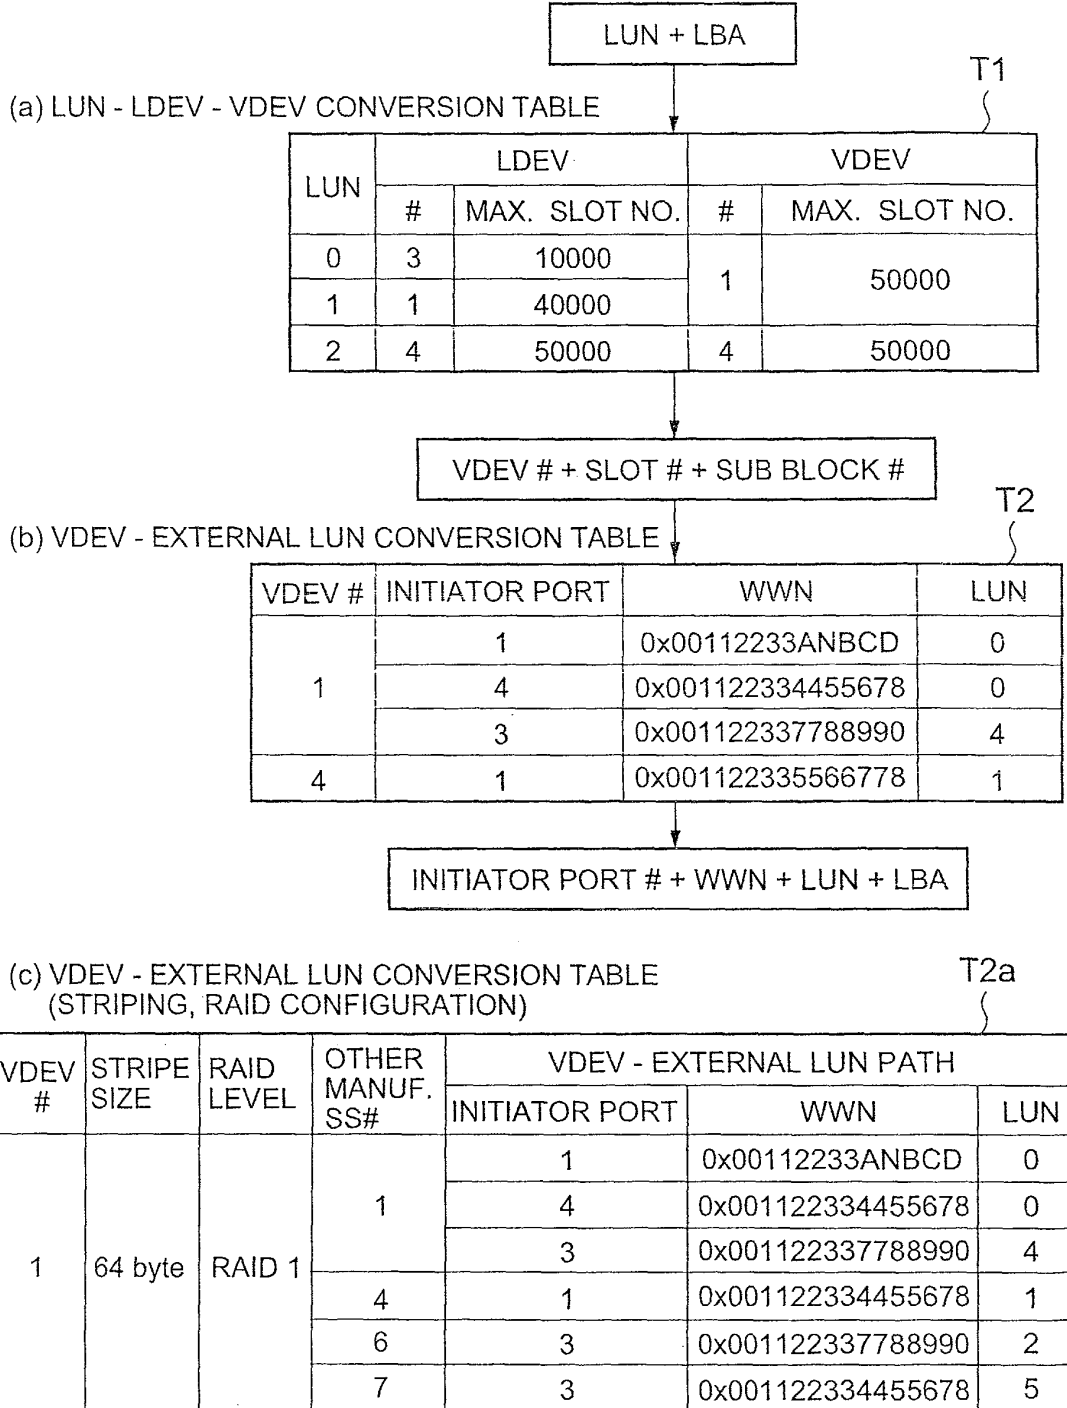 LUN + LBA
T1
(a) LUN - LDEV - VDEV CONVERSION TABLE
LUN LDEV VDEV
# MAX. SLOT NO. # MAX. SLOT NO.
0 3 10000 1 50000
1 1 40000
2 4 50000 4 50000
VDEV # + SLOT # + SUB BLOCK #
T2
(b) VDEV - EXTERNAL LUN CONVERSION TABLE
VDEV # INITIATOR PORT WWN LUN
1 1 0x00112233ANBCD 0
4 0x001122334455678 0
3 0x001122337788990 4
4 1 0x001122335566778 1
INITIATOR PORT # + WWN + LUN + LBA
(c) VDEV - EXTERNAL LUN CONVERSION TABLE
(STRIPING, RAID CONFIGURATION)
T2a
VDEV # STRIPE SIZE RAID LEVEL OTHER MANUF. SS# VDEV - EXTERNAL LUN PATH
INITIATOR PORT WWN LUN
1 64 byte RAID 1 1 1 0x00112233ANBCD 0
4 0x001122334455678 0
3 0x001122337788990 4
4 1 0x001122334455678 1
6 3 0x001122337788990 2
7 3 0x001122334455678 5